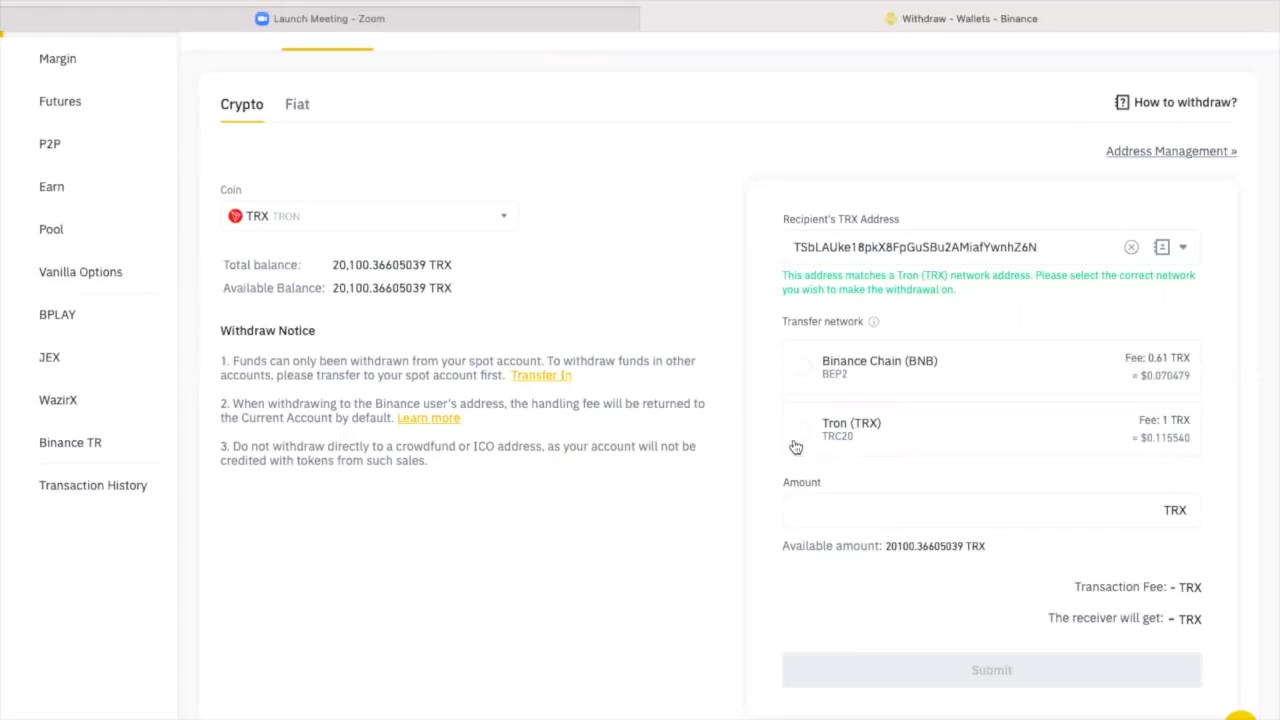 Launch Meeting - Zoom
Withdraw - Wallets - Binance
Margin
Futures
P2P
Earn
Pool
Vanilla Options
BPLAY
JEX
WazirX
Binance TR
Transaction History
Crypto
Fiat
How to withdraw?
Address Management »
Coin
TRX TRON
Total balance: 20,100.36605039 TRX
Available Balance: 20,100.36605039 TRX
Withdraw Notice
1. Funds can only been withdrawn from your spot account. To withdraw funds in other
accounts, please transfer to your spot account first. Transfer In
2. When withdrawing to the Binance user's address, the handling fee will be returned to
the Current Account by default. Learn more
3. Do not withdraw directly to a crowdfund or ICO address, as your account will not be
credited with tokens from such sales.
Recipient's TRX Address
TSbLAUke18pkX8FpGuSBu2AMiafYwnhZ6N
This address matches a Tron (TRX) network address. Please select the correct network
you wish to make the withdrawal on.
Transfer network
Binance Chain (BNB)
BEP2
Fee: 0.61 TRX
≈ $0.070479
Tron (TRX)
TRC20
Fee: 1 TRX
≈ $0.115540
Amount
TRX
Available amount: 20100.36605039 TRX
Transaction Fee: - TRX
The receiver will get: - TRX
Submit